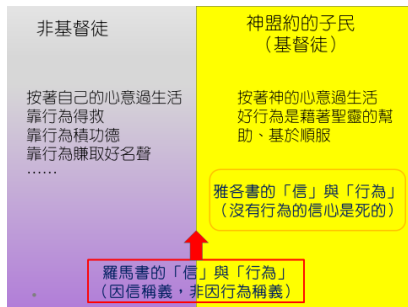 非基督徒
按著自己的心意過生活
靠行為得救
靠行為積功德
靠行為賺取好名聲
……
神盟約的子民
（基督徒）
按著神的心意過生活
好行為是藉著聖靈的幫
助、基於順服
雅各書的「信」與「行為」
（沒有行為的信心是死的）
羅馬書的「信」與「行為」
（因信稱義，非因行為稱義）